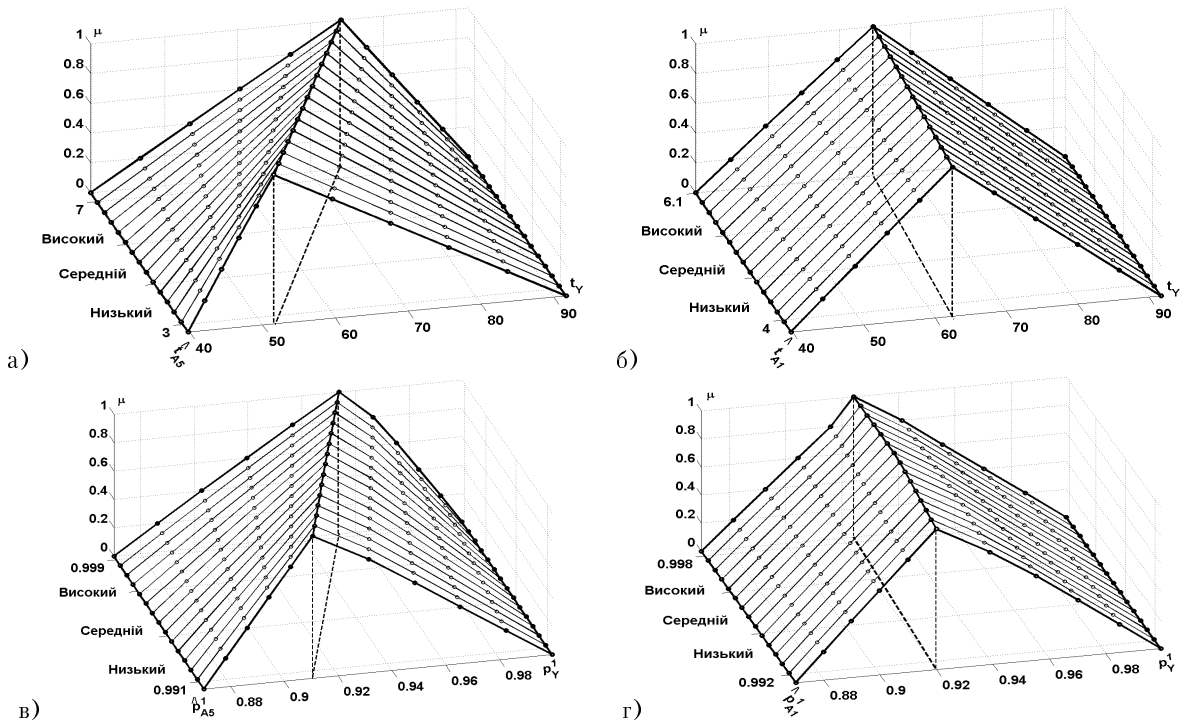 1 μ
0.8
0.6
0.4
0.2
0
7
Високий
Середній
Низький
3
t̂A5
40
50
60
70
80
90
tY
а)
1 μ
0.8
0.6
0.4
0.2
0
6.1
Високий
Середній
Низький
4
t̂A1
40
50
60
70
80
90
tY
б)
1 μ
0.8
0.6
0.4
0.2
0
0.999
Високий
Середній
Низький
0.991
p̂¹A5
0.88
0.9
0.92
0.94
0.96
0.98
p¹Y
в)
1 μ
0.8
0.6
0.4
0.2
0
0.998
Високий
Середній
Низький
0.992
p̂¹A1
0.88
0.9
0.92
0.94
0.96
0.98
p¹Y
г)